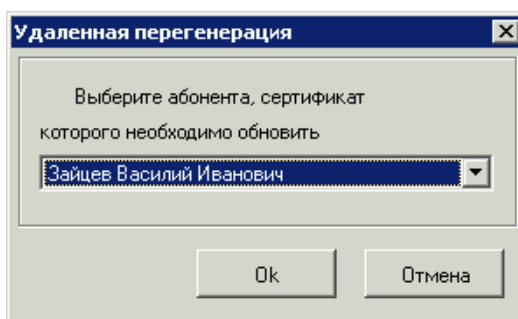 Удаленная перегенерация
Выберите абонента, сертификат
которого необходимо обновить
Зайцев Василий Иванович
Ok
Отмена